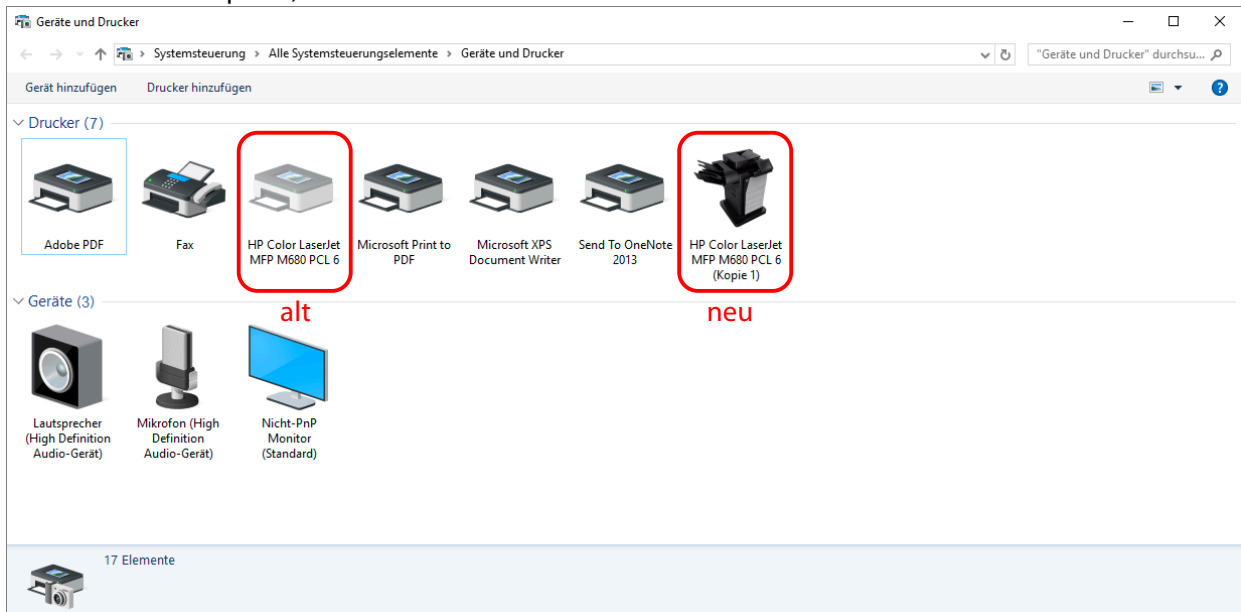 Geräte und Drucker
Systemsteuerung > Alle Systemsteuerungselemente > Geräte und Drucker
"Geräte und Drucker" durchsu...
Gerät hinzufügen Drucker hinzufügen
Drucker (7)
Adobe PDF
Fax
HP Color LaserJet
MFP M680 PCL 6
Microsoft Print to
PDF
Microsoft XPS
Document Writer
Send To OneNote
2013
HP Color LaserJet
MFP M680 PCL 6
(Kopie 1)
alt
neu
Geräte (3)
Lautsprecher
(High Definition
Audio-Gerät)
Mikrofon (High
Definition
Audio-Gerät)
Nicht-PnP
Monitor
(Standard)
17 Elemente